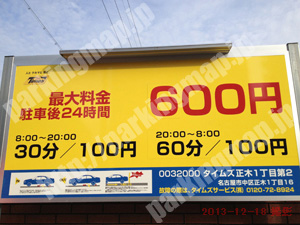 Times
最大料金
駐車後24時間
600円
8:00～20:00
30分／100円
20:00～8:00
60分／100円
0032000 タイムズ正木1丁目第2
名古屋市中区正木1丁目16
故障の際は、タイムズサービス㈱ 0120-72-8924